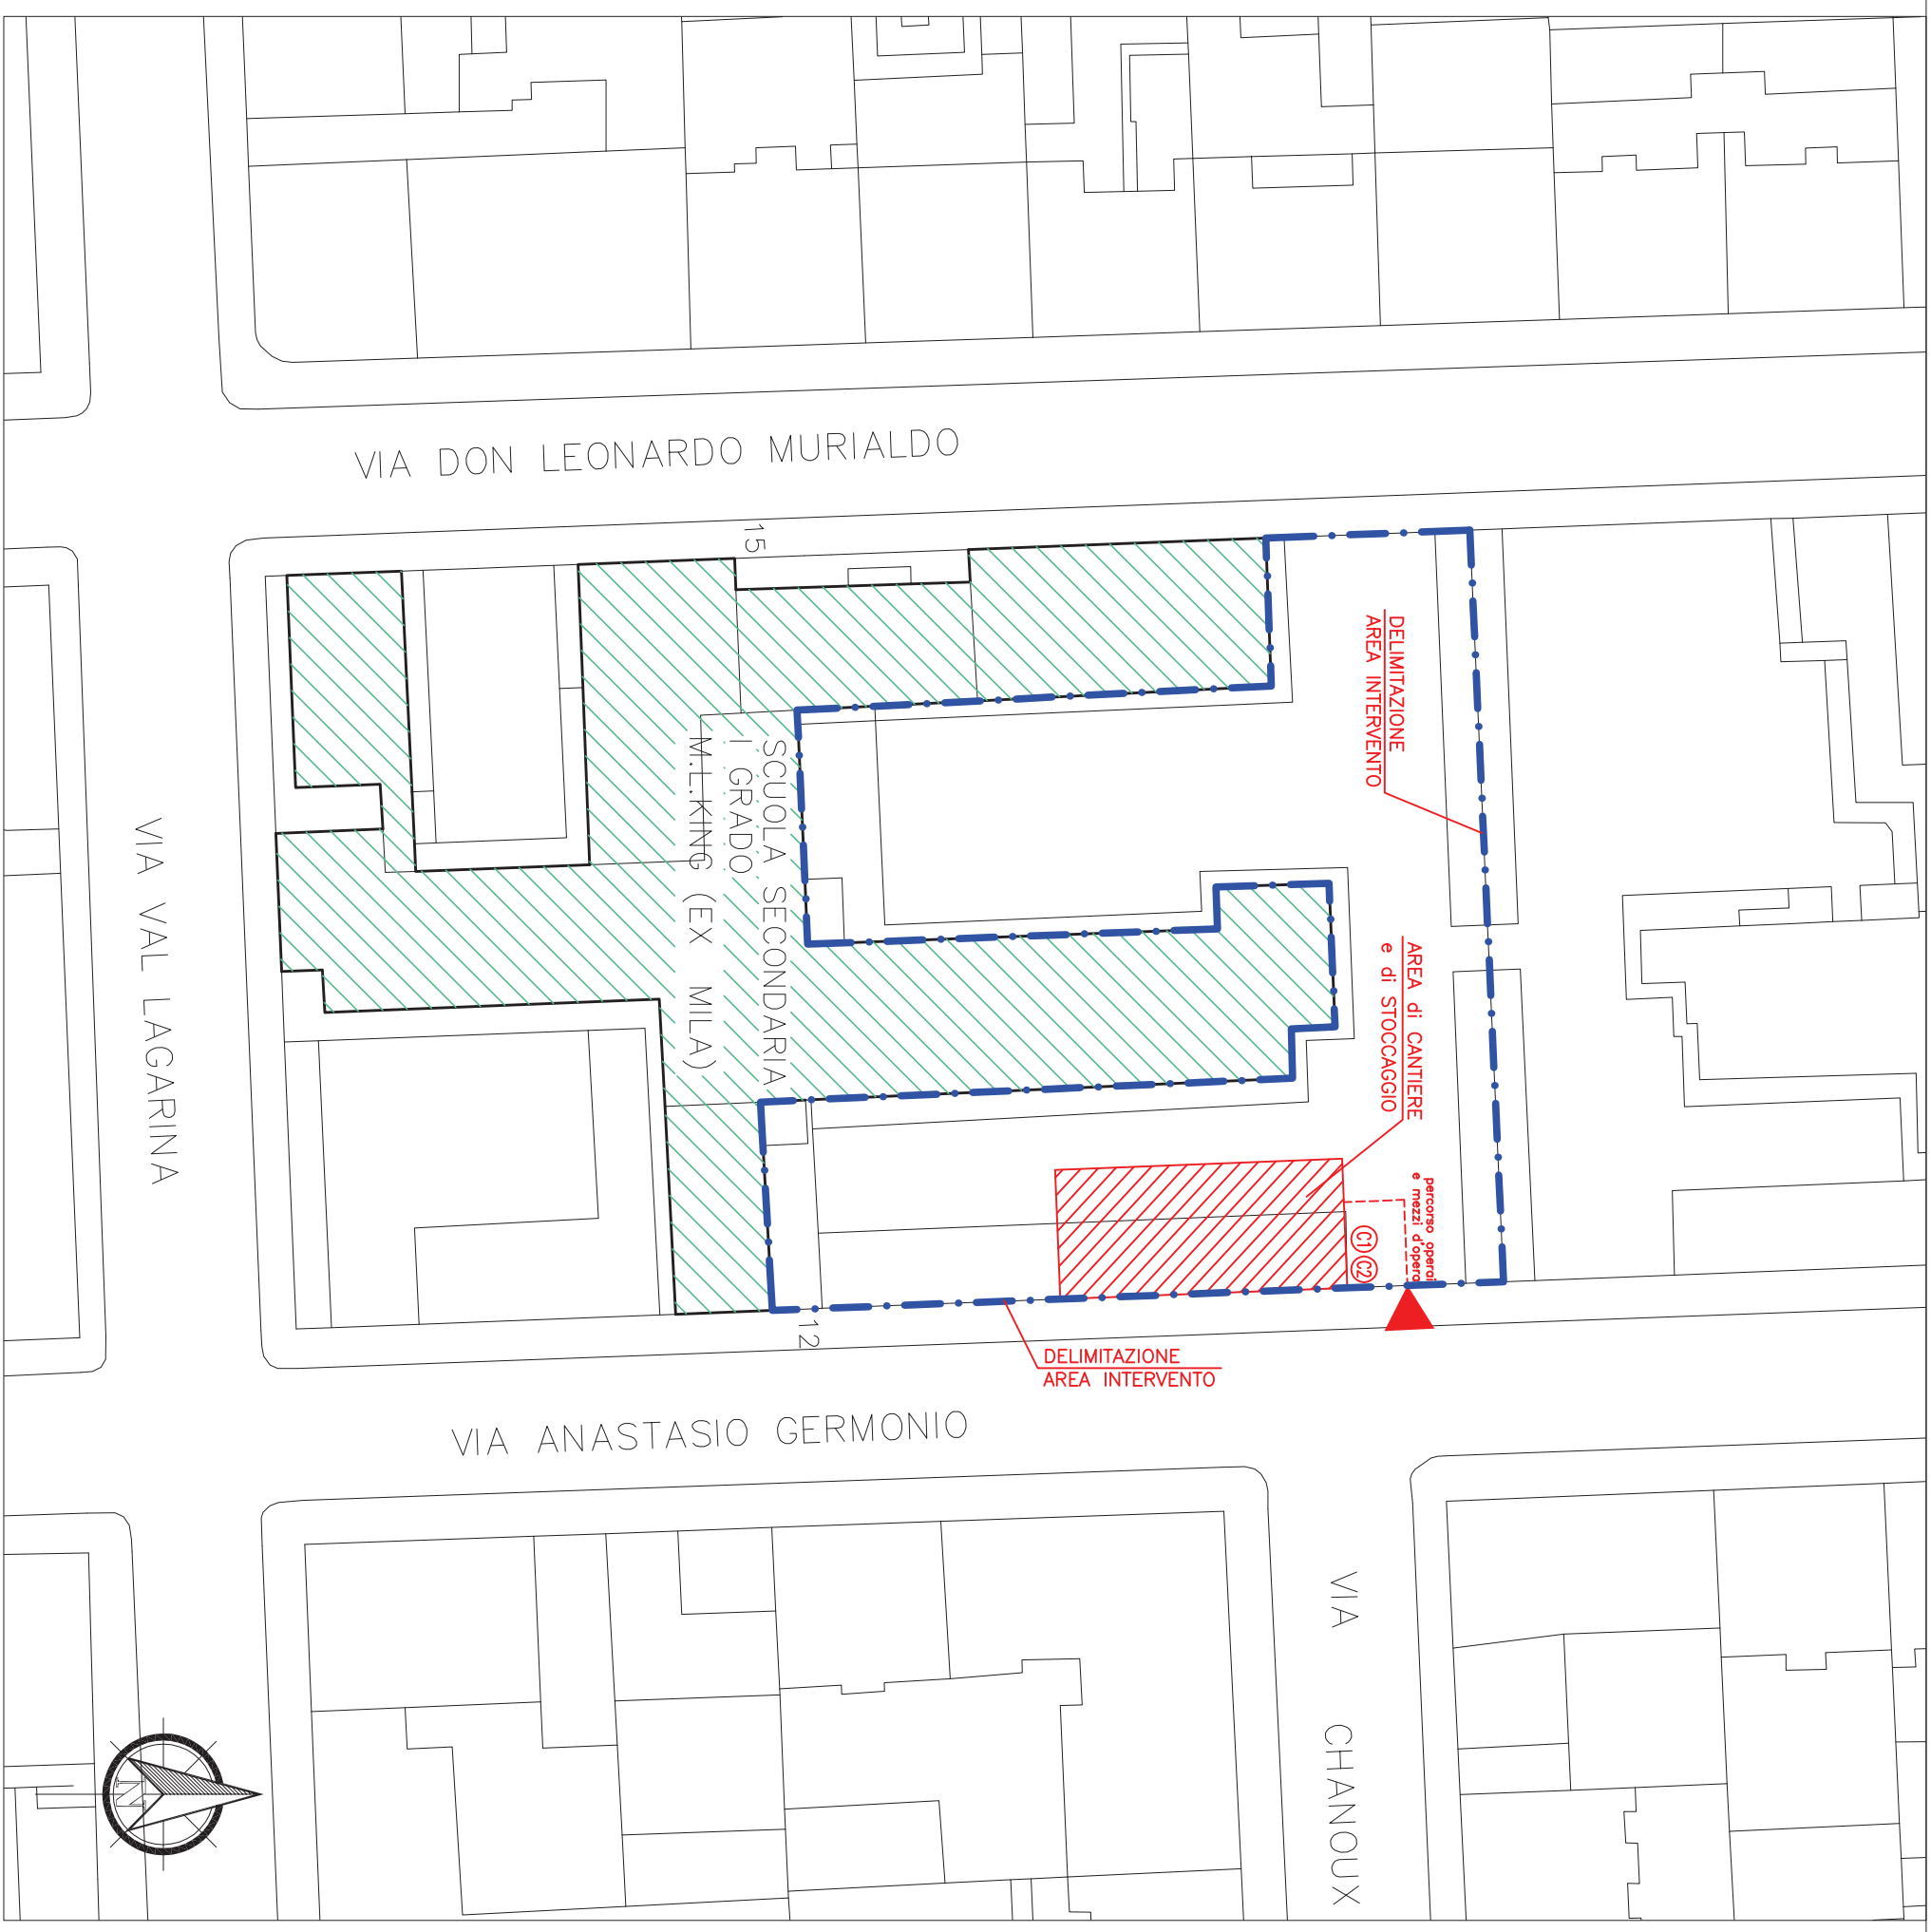 VIA DON LEONARDO MURIALDO
15
DELIMITAZIONE
AREA INTERVENTO
SCUOLA SECONDARIA
I GRADO
M.L.KING (EX MILA)
VIA VAL LAGARINA
AREA di CANTIERE
e di STOCCAGGIO
percorso operai
e mezzi d'opera
C1 C2
12
DELIMITAZIONE
AREA INTERVENTO
VIA ANASTASIO GERMONIO
VIA CHANOUX
N